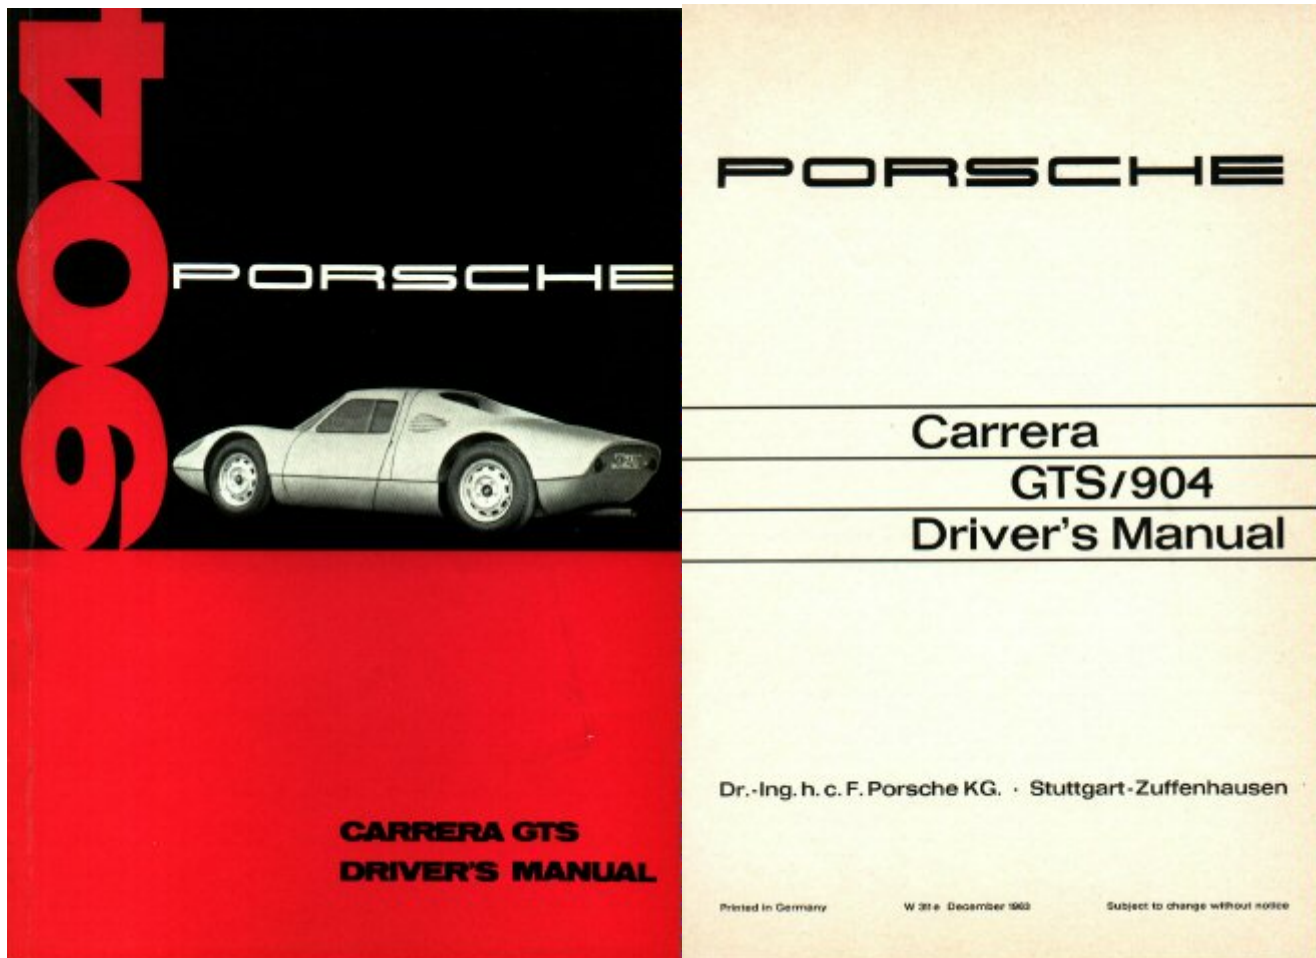 904
PORSCHE
CARRERA GTS
DRIVER'S MANUAL
PORSCHE
Carrera
GTS/904
Driver's Manual
Dr.-Ing. h. c. F. Porsche KG. · Stuttgart-Zuffenhausen
Printed in Germany W 311 e December 1963 Subject to change without notice